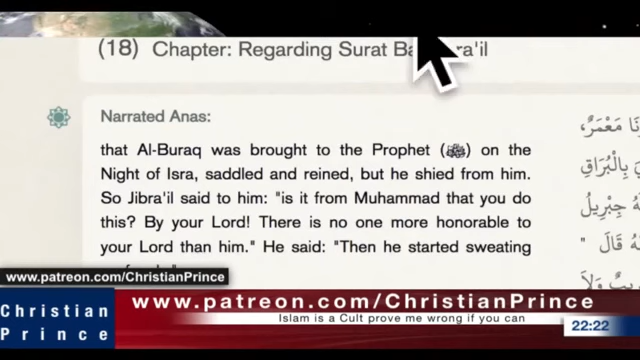 (18) Chapter: Regarding Surat Ba ra'il
Narrated Anas:
that Al-Buraq was brought to the Prophet (ﷺ) on the
Night of Isra, saddled and reined, but he shied from him.
So Jibra'il said to him: "is it from Muhammad that you do
this? By your Lord! There is no one more honorable to
your Lord than him." He said: "Then he started sweating
نَا مَعْمَرٌ،
بِالْبُرَاقِ
هُ جِبْرِيلُ
هُ قَالَ "
www.patreon.com/ChristianPrince
www.patreon.com/ChristianPrince
Islam is a Cult prove me wrong if you can
Christian
Prince
22:22